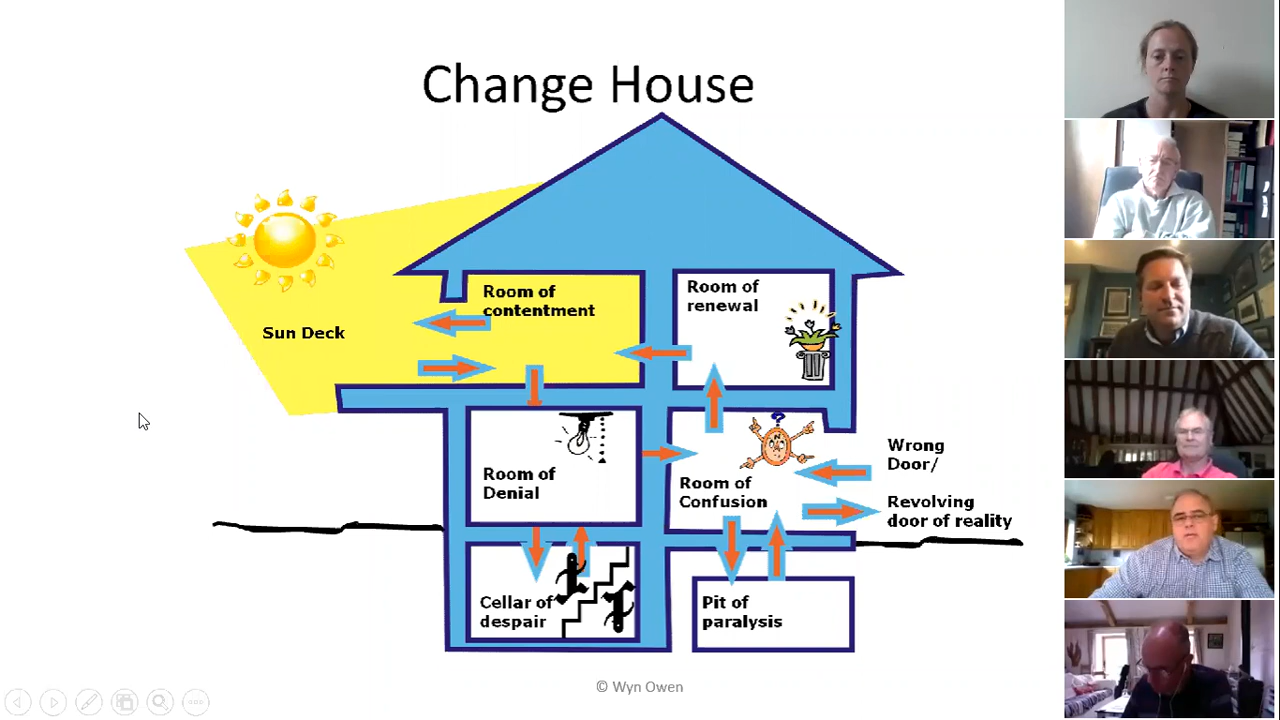 Change House
Room of
contentment
Room of
renewal
Sun Deck
Room of
Denial
Room of
Confusion
Wrong
Door/
Revolving
door of reality
Cellar of
despair
Pit of
paralysis
© Wyn Owen